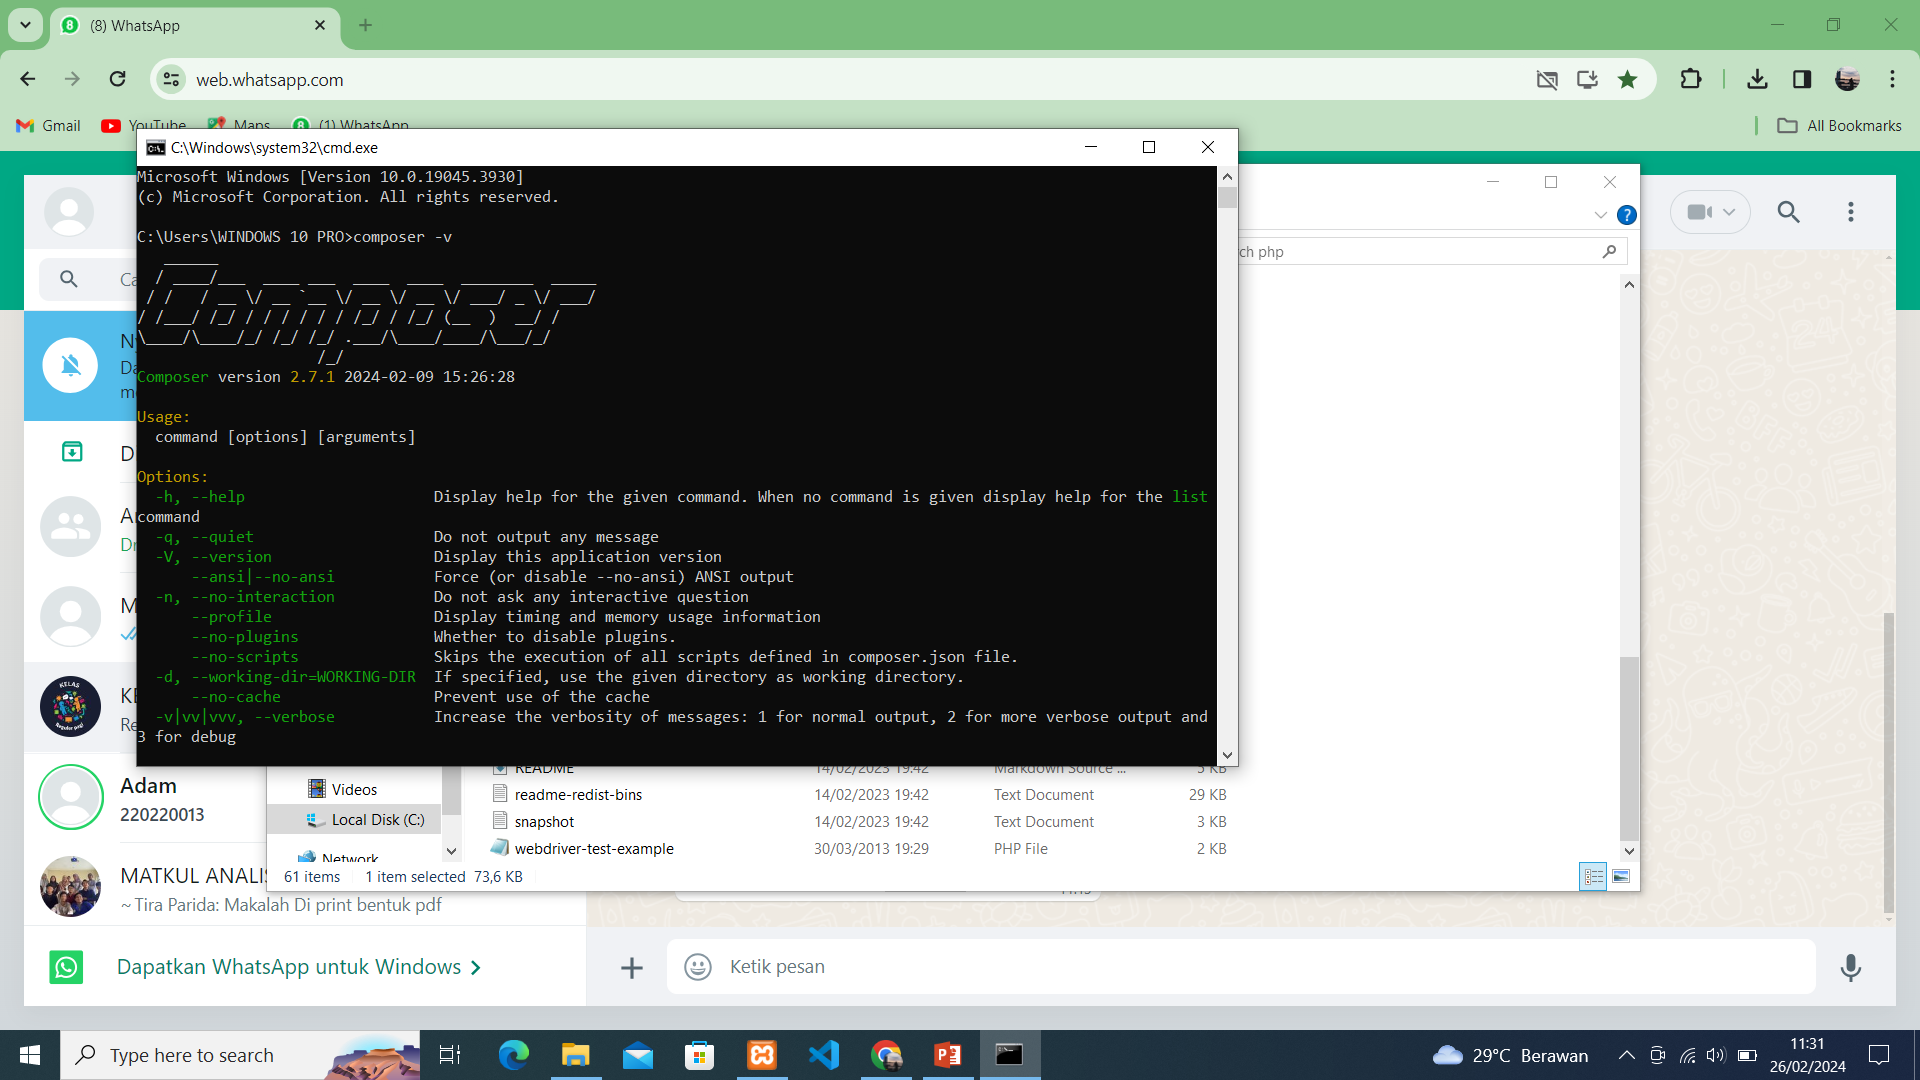 (8) WhatsApp
web.whatsapp.com
Gmail
YouTube
Maps
(1) WhatsApp
All Bookmarks
C:\Windows\system32\cmd.exe
Microsoft Windows [Version 10.0.19045.3930]
(c) Microsoft Corporation. All rights reserved.
C:\Users\WINDOWS 10 PRO>composer -v
Composer
Composer version 2.7.1 2024-02-09 15:26:28
Usage:
command [options] [arguments]
Options:
-h, --help Display help for the given command. When no command is given display help for the list
command
-q, --quiet Do not output any message
-V, --version Display this application version
--ansi|--no-ansi Force (or disable --no-ansi) ANSI output
-n, --no-interaction Do not ask any interactive question
--profile Display timing and memory usage information
--no-plugins Whether to disable plugins.
--no-scripts Skips the execution of all scripts defined in composer.json file.
-d, --working-dir=WORKING-DIR If specified, use the given directory as working directory.
--no-cache Prevent use of the cache
-v|vv|vvv, --verbose Increase the verbosity of messages: 1 for normal output, 2 for more verbose output and
3 for debug
php
Adam
220220013
MATKUL
~ Tira Parida: Makalah Di print bentuk pdf
Dapatkan WhatsApp untuk Windows
Videos
Local Disk (C:)
Network
README 14/02/2023 19:42 Markdown Source ... 5 KB
readme-redist-bins 14/02/2023 19:42 Text Document 29 KB
snapshot 14/02/2023 19:42 Text Document 3 KB
webdriver-test-example 30/03/2013 19:29 PHP File 2 KB
61 items 1 item selected 73,6 KB
Ketik pesan
Type here to search
29°C Berawan
11:31
26/02/2024